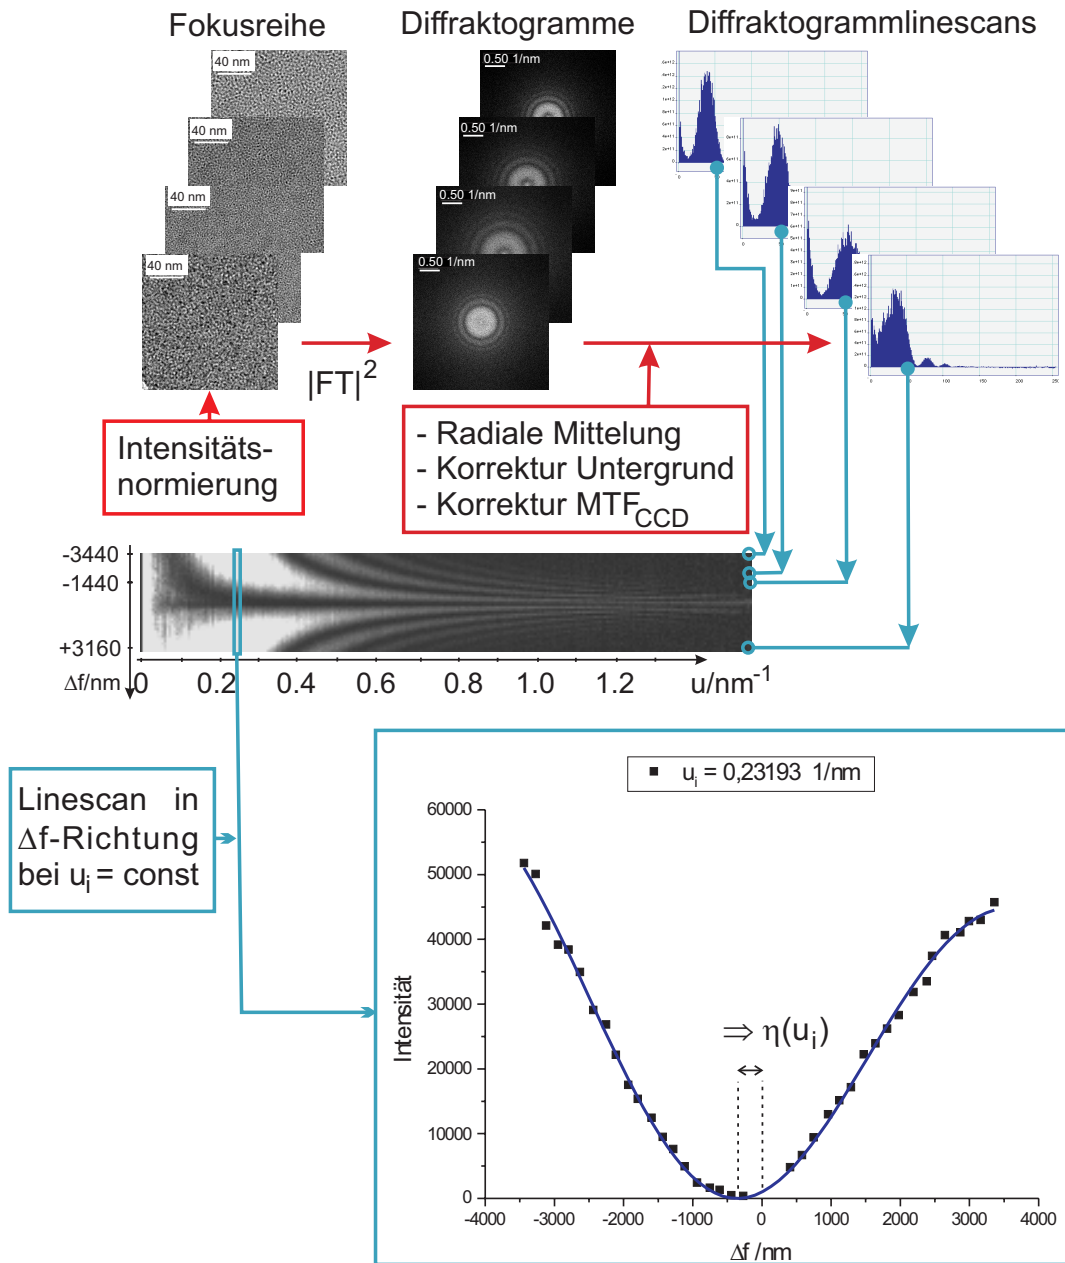 Fokusreihe
Diffraktogramme
Diffraktogrammlinescans
40 nm
40 nm
40 nm
40 nm
0.50 1/nm
0.50 1/nm
0.50 1/nm
0.50 1/nm
|FT|²
Intensitäts-
normierung
- Radiale Mittelung
- Korrektur Untergrund
- Korrektur MTF_CCD
-3440
-1440
+3160
Δf/nm
0 0.2 0.4 0.6 0.8 1.0 1.2 u/nm⁻¹
Linescan in
Δf-Richtung
bei uᵢ = const
uᵢ = 0,23193 1/nm
60000
50000
40000
30000
20000
10000
0
Intensität
⇒ η(uᵢ)
-4000 -3000 -2000 -1000 0 1000 2000 3000 4000
Δf /nm